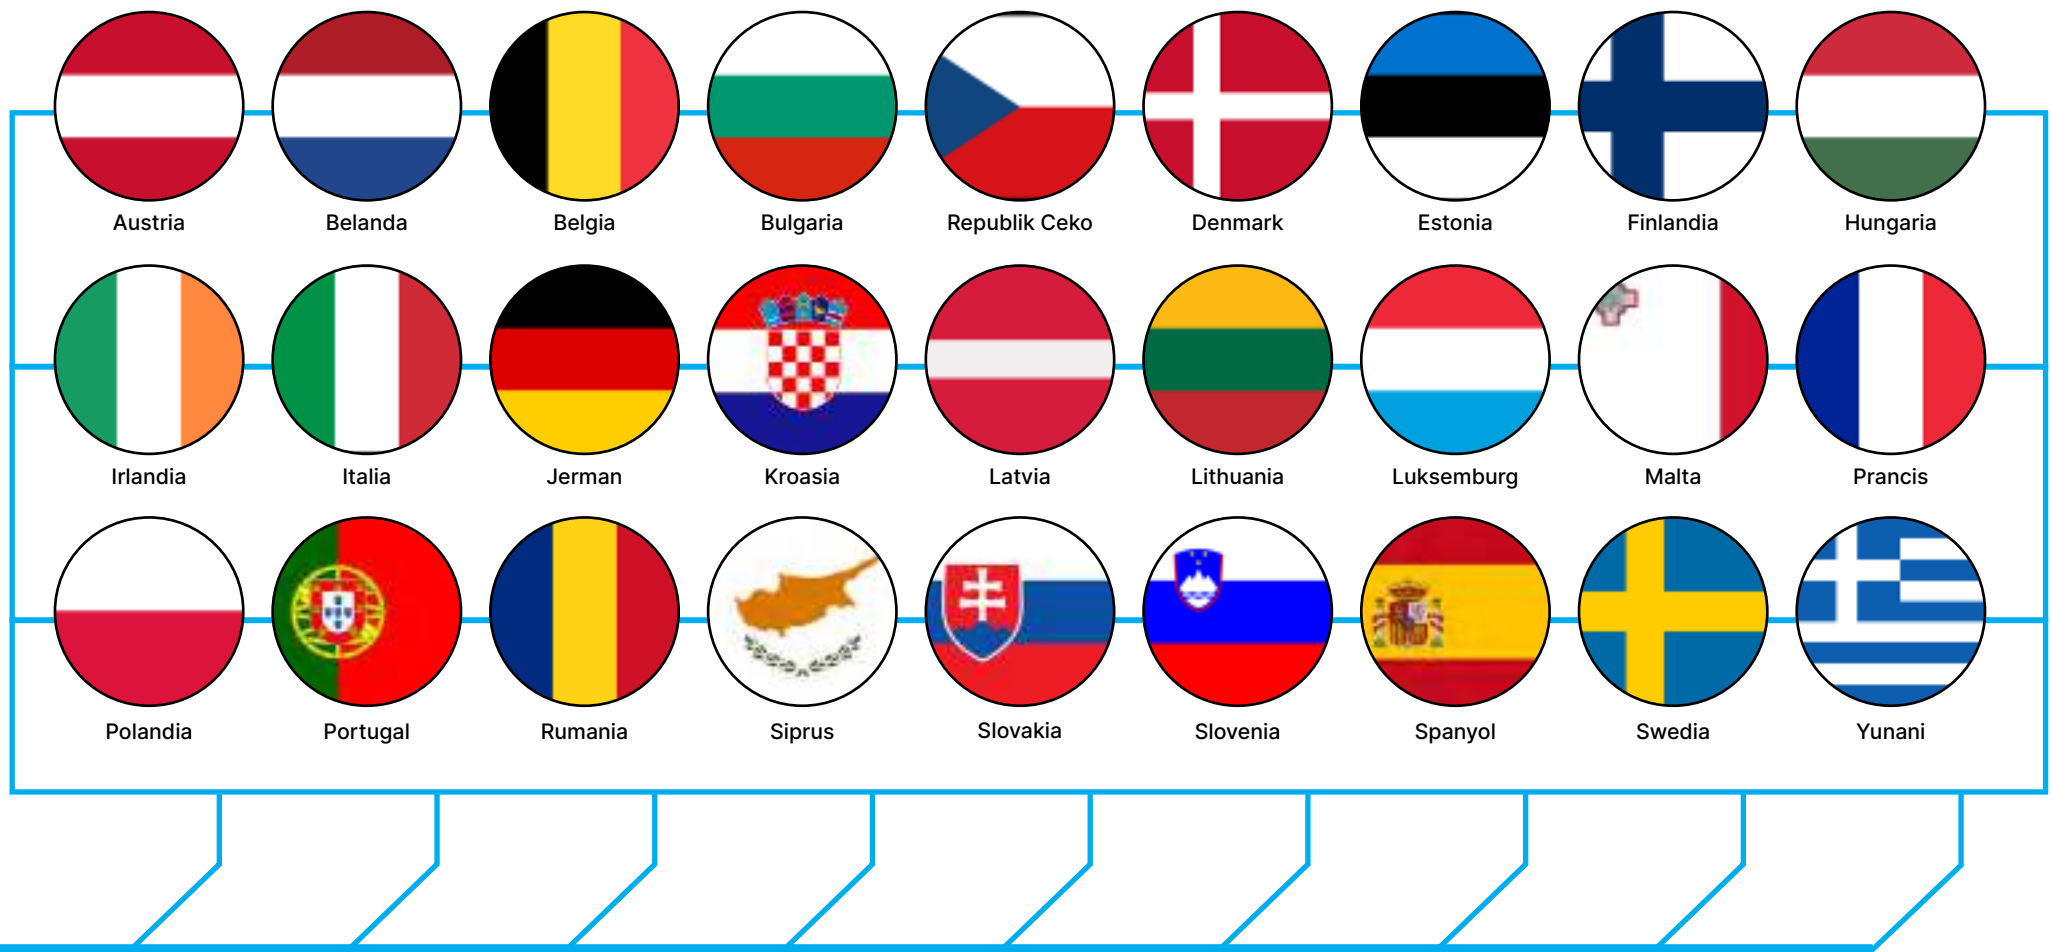 Austria
Belanda
Belgia
Bulgaria
Republik Ceko
Denmark
Estonia
Finlandia
Hungaria
Irlandia
Italia
Jerman
Kroasia
Latvia
Lithuania
Luksemburg
Malta
Prancis
Polandia
Portugal
Rumania
Siprus
Slovakia
Slovenia
Spanyol
Swedia
Yunani